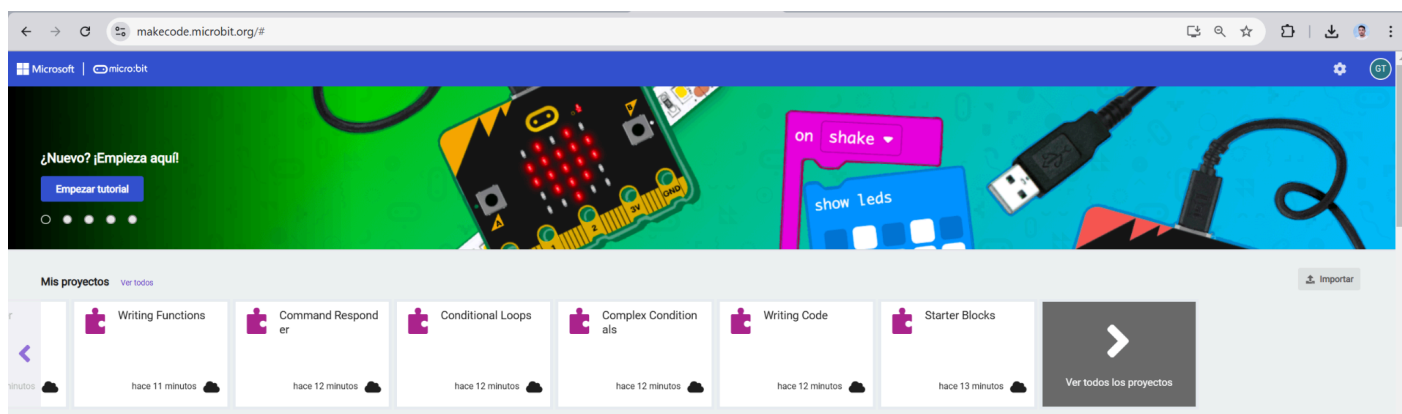 makecode.microbit.org/#
Microsoft | micro:bit
GT
¿Nuevo? ¡Empieza aquí!
Empezar tutorial
on shake
show leds
2
3V
GND
Mis proyectos Ver todos
Importar
r
Writing Functions
Command Respond
er
Conditional Loops
Complex Condition
als
Writing Code
Starter Blocks
minutos
hace 11 minutos
hace 12 minutos
hace 12 minutos
hace 12 minutos
hace 12 minutos
hace 13 minutos
Ver todos los proyectos